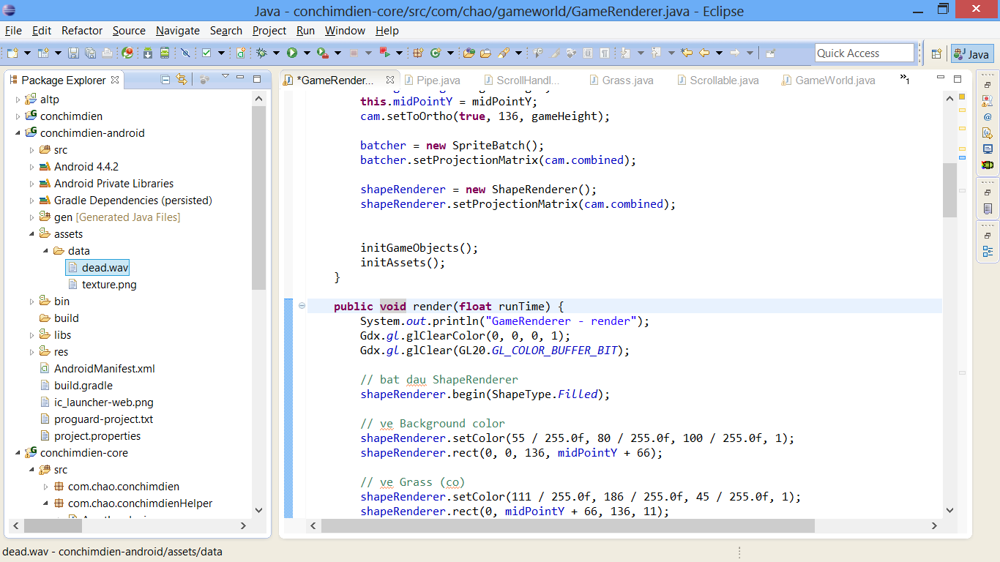 Java - conchimdien-core/src/com/chao/gameworld/GameRenderer.java - Eclipse
File Edit Refactor Source Navigate Search Project Run Window Help
Quick Access
Java
Package Explorer
altp
conchimdien
conchimdien-android
src
Android 4.4.2
Android Private Libraries
Gradle Dependencies (persisted)
gen [Generated Java Files]
assets
data
dead.wav
texture.png
bin
build
libs
res
AndroidManifest.xml
build.gradle
ic_launcher-web.png
proguard-project.txt
project.properties
conchimdien-core
src
com.chao.conchimdien
com.chao.conchimdienHelper
*GameRender... Pipe.java ScrollHandl... Grass.java Scrollable.java GameWorld.java »1
this.midPointY = midPointY;
cam.setToOrtho(true, 136, gameHeight);
batcher = new SpriteBatch();
batcher.setProjectionMatrix(cam.combined);
shapeRenderer = new ShapeRenderer();
shapeRenderer.setProjectionMatrix(cam.combined);
initGameObjects();
initAssets();
}
public void render(float runTime) {
System.out.println("GameRenderer - render");
Gdx.gl.glClearColor(0, 0, 0, 1);
Gdx.gl.glClear(GL20.GL_COLOR_BUFFER_BIT);
// bat dau ShapeRenderer
shapeRenderer.begin(ShapeType.Filled);
// ve Background color
shapeRenderer.setColor(55 / 255.0f, 80 / 255.0f, 100 / 255.0f, 1);
shapeRenderer.rect(0, 0, 136, midPointY + 66);
// ve Grass (co)
shapeRenderer.setColor(111 / 255.0f, 186 / 255.0f, 45 / 255.0f, 1);
shapeRenderer.rect(0, midPointY + 66, 136, 11);
dead.wav - conchimdien-android/assets/data